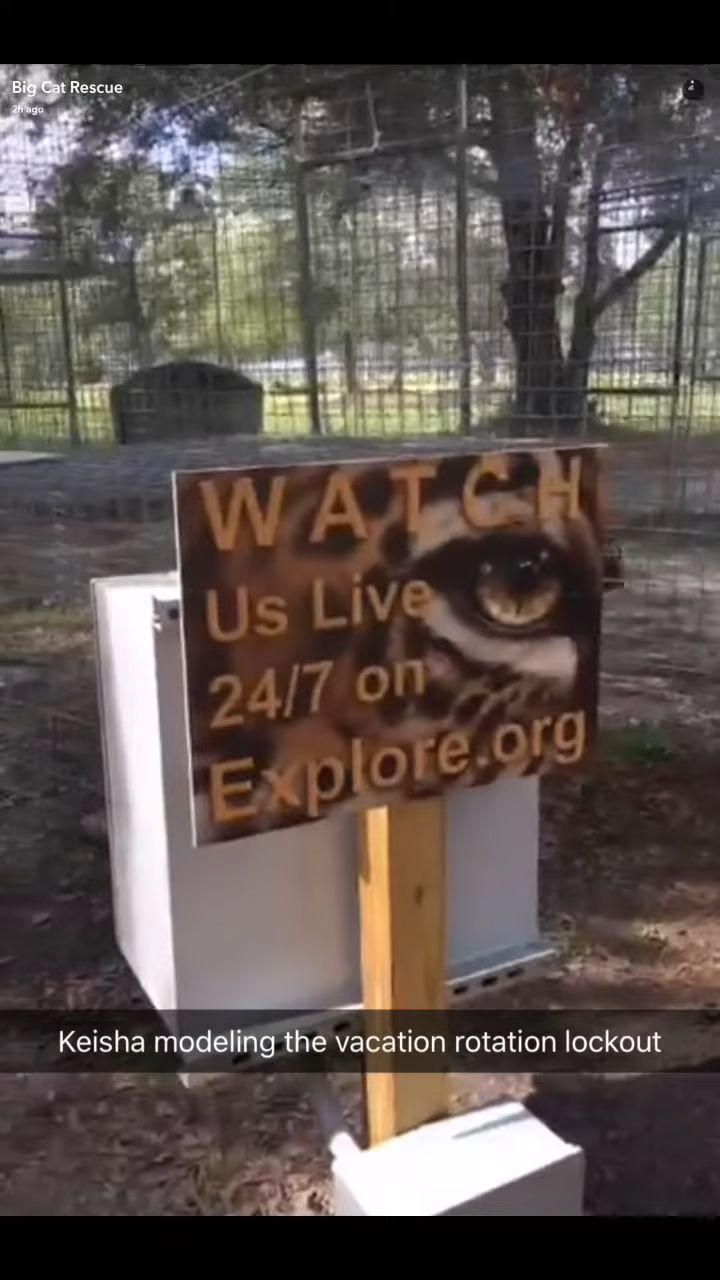 Big Cat Rescue
2h ago
WATCH
Us Live
24/7 on
Explore.org
Keisha modeling the vacation rotation lockout